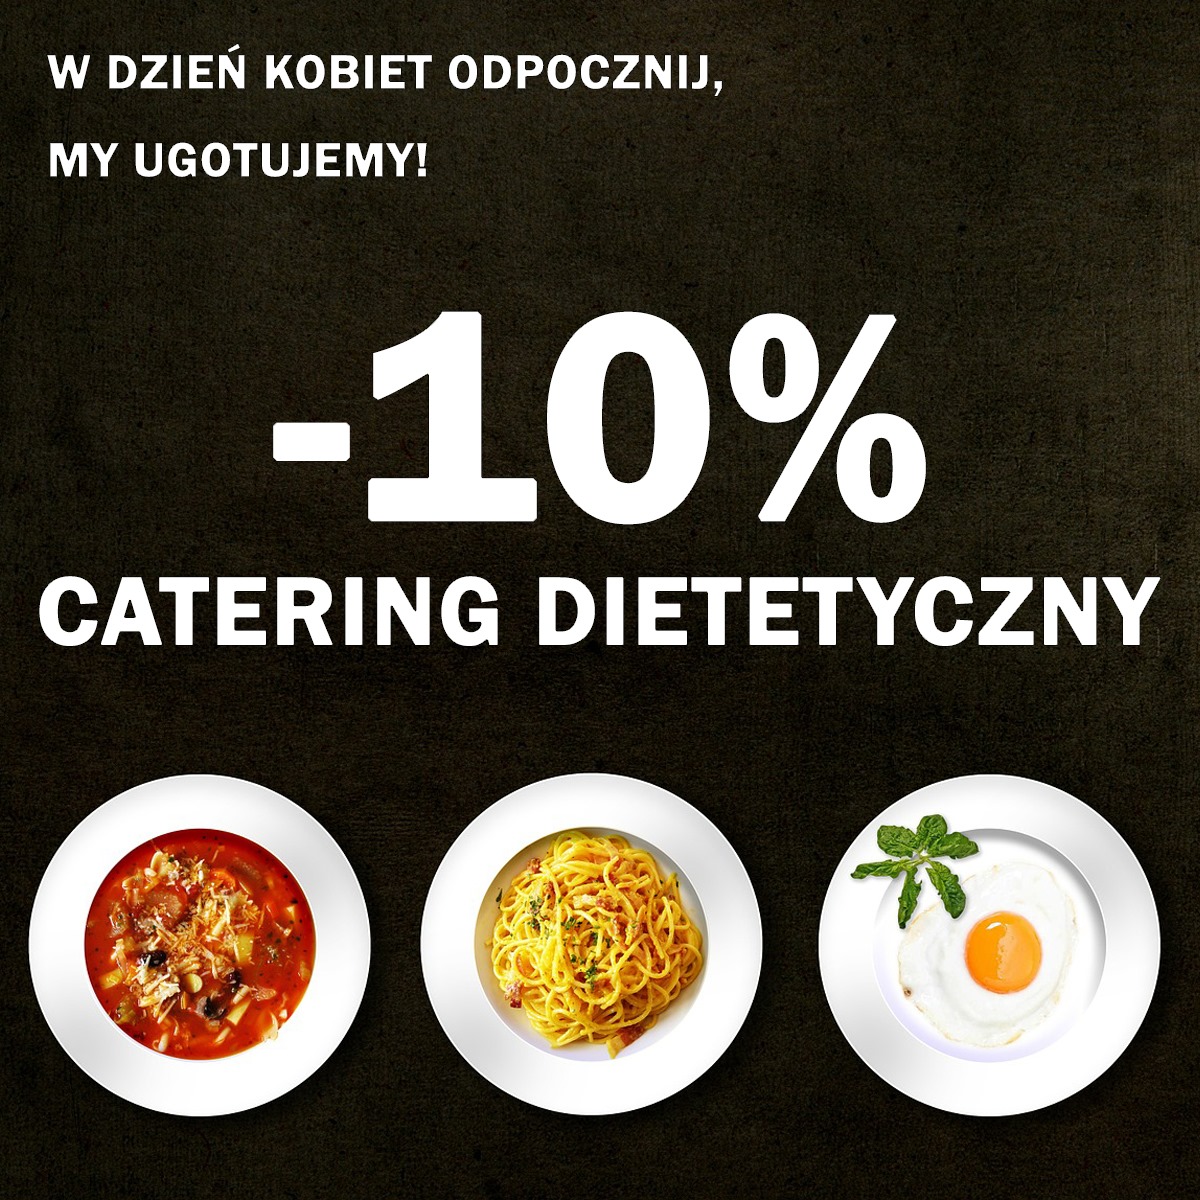 W DZIEŃ KOBIET ODPOCZNIJ,
MY UGOTUJEMY!
-10%
CATERING DIETETYCZNY